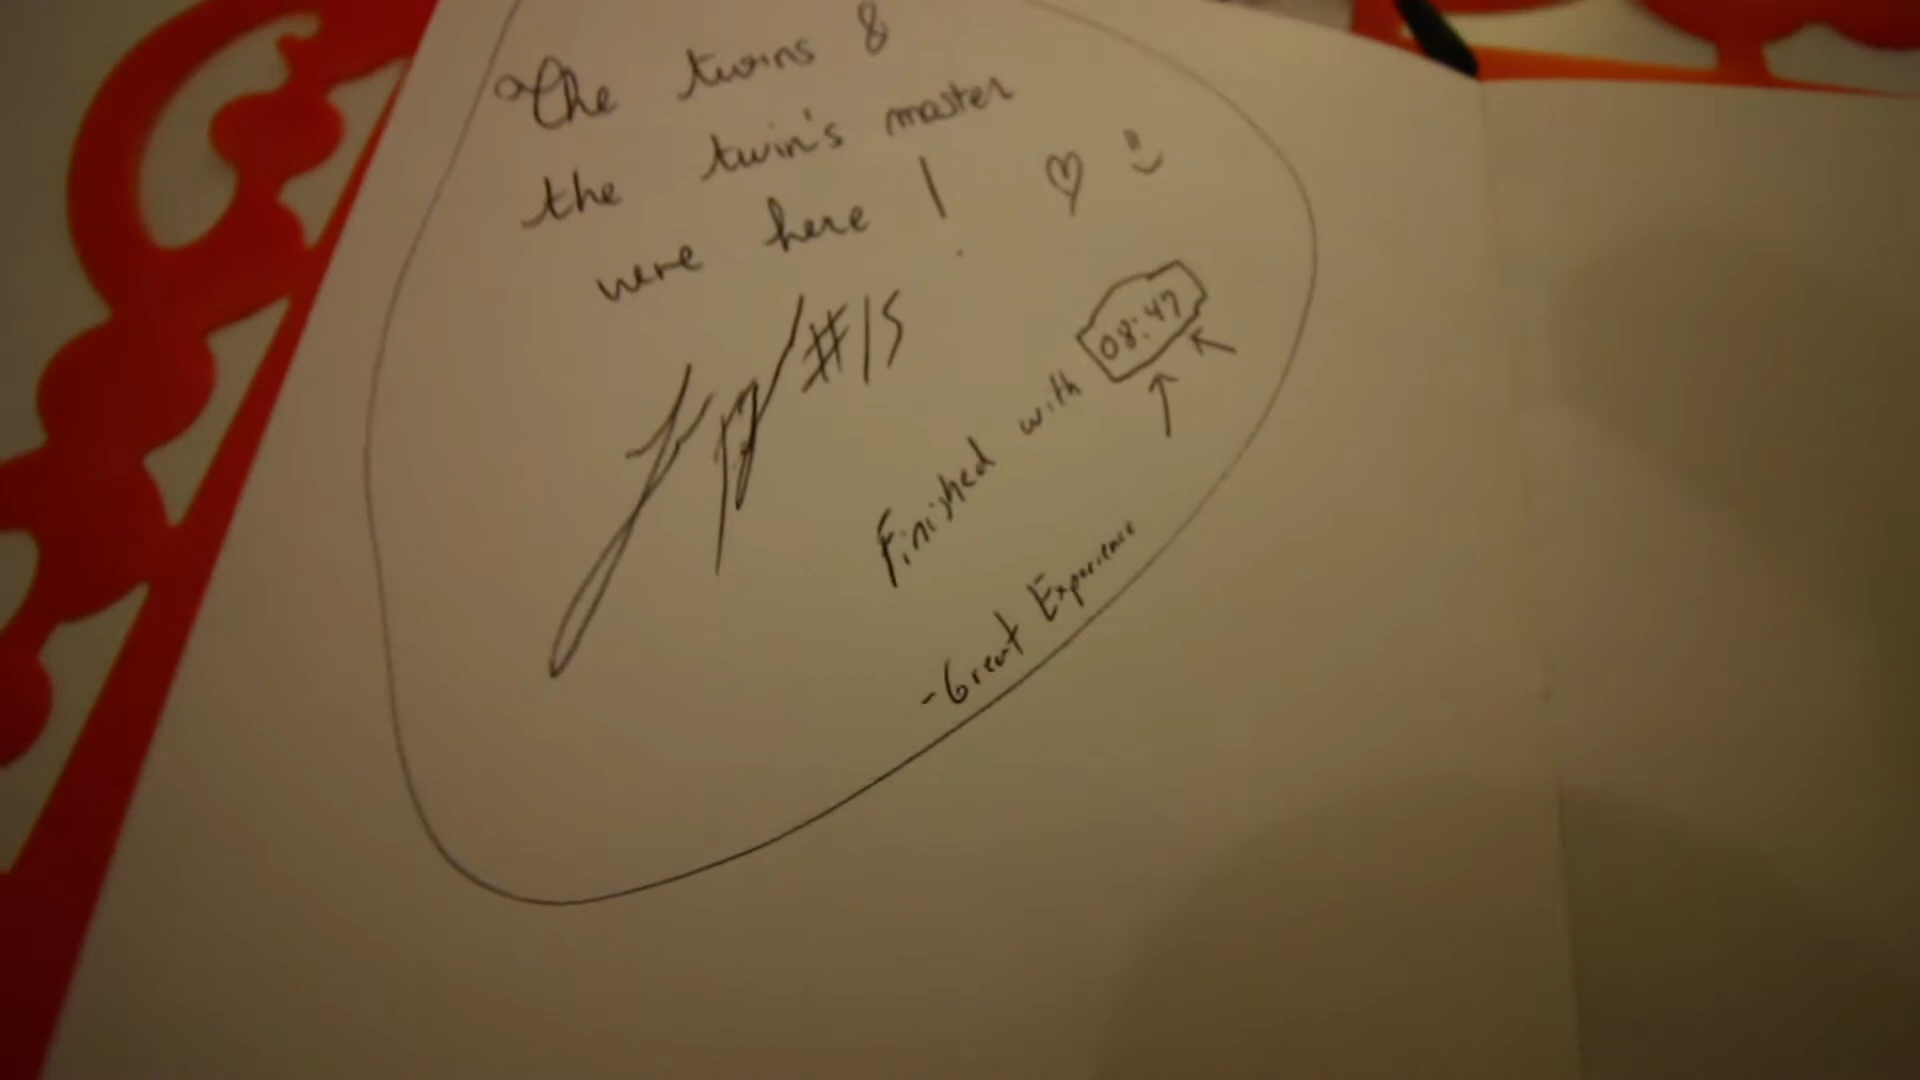 The twins &
the twin's master
were here!
#15
Finished with 08:47
-Great Experience